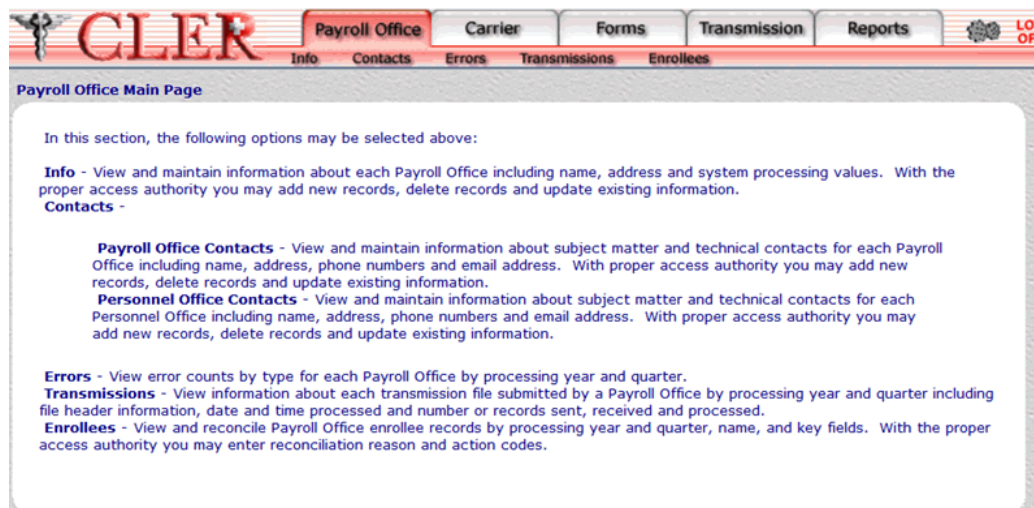 CLER
Payroll Office Carrier Forms Transmission Reports
Info Contacts Errors Transmissions Enrollees
Payroll Office Main Page
In this section, the following options may be selected above:
Info - View and maintain information about each Payroll Office including name, address and system processing values. With the
proper access authority you may add new records, delete records and update existing information.
Contacts -
Payroll Office Contacts - View and maintain information about subject matter and technical contacts for each Payroll
Office including name, address, phone numbers and email address. With proper access authority you may add new
records, delete records and update existing information.
Personnel Office Contacts - View and maintain information about subject matter and technical contacts for each
Personnel Office including name, address, phone numbers and email address. With proper access authority you may
add new records, delete records and update existing information.
Errors - View error counts by type for each Payroll Office by processing year and quarter.
Transmissions - View information about each transmission file submitted by a Payroll Office by processing year and quarter including
file header information, date and time processed and number or records sent, received and processed.
Enrollees - View and reconcile Payroll Office enrollee records by processing year and quarter, name, and key fields. With the proper
access authority you may enter reconciliation reason and action codes.